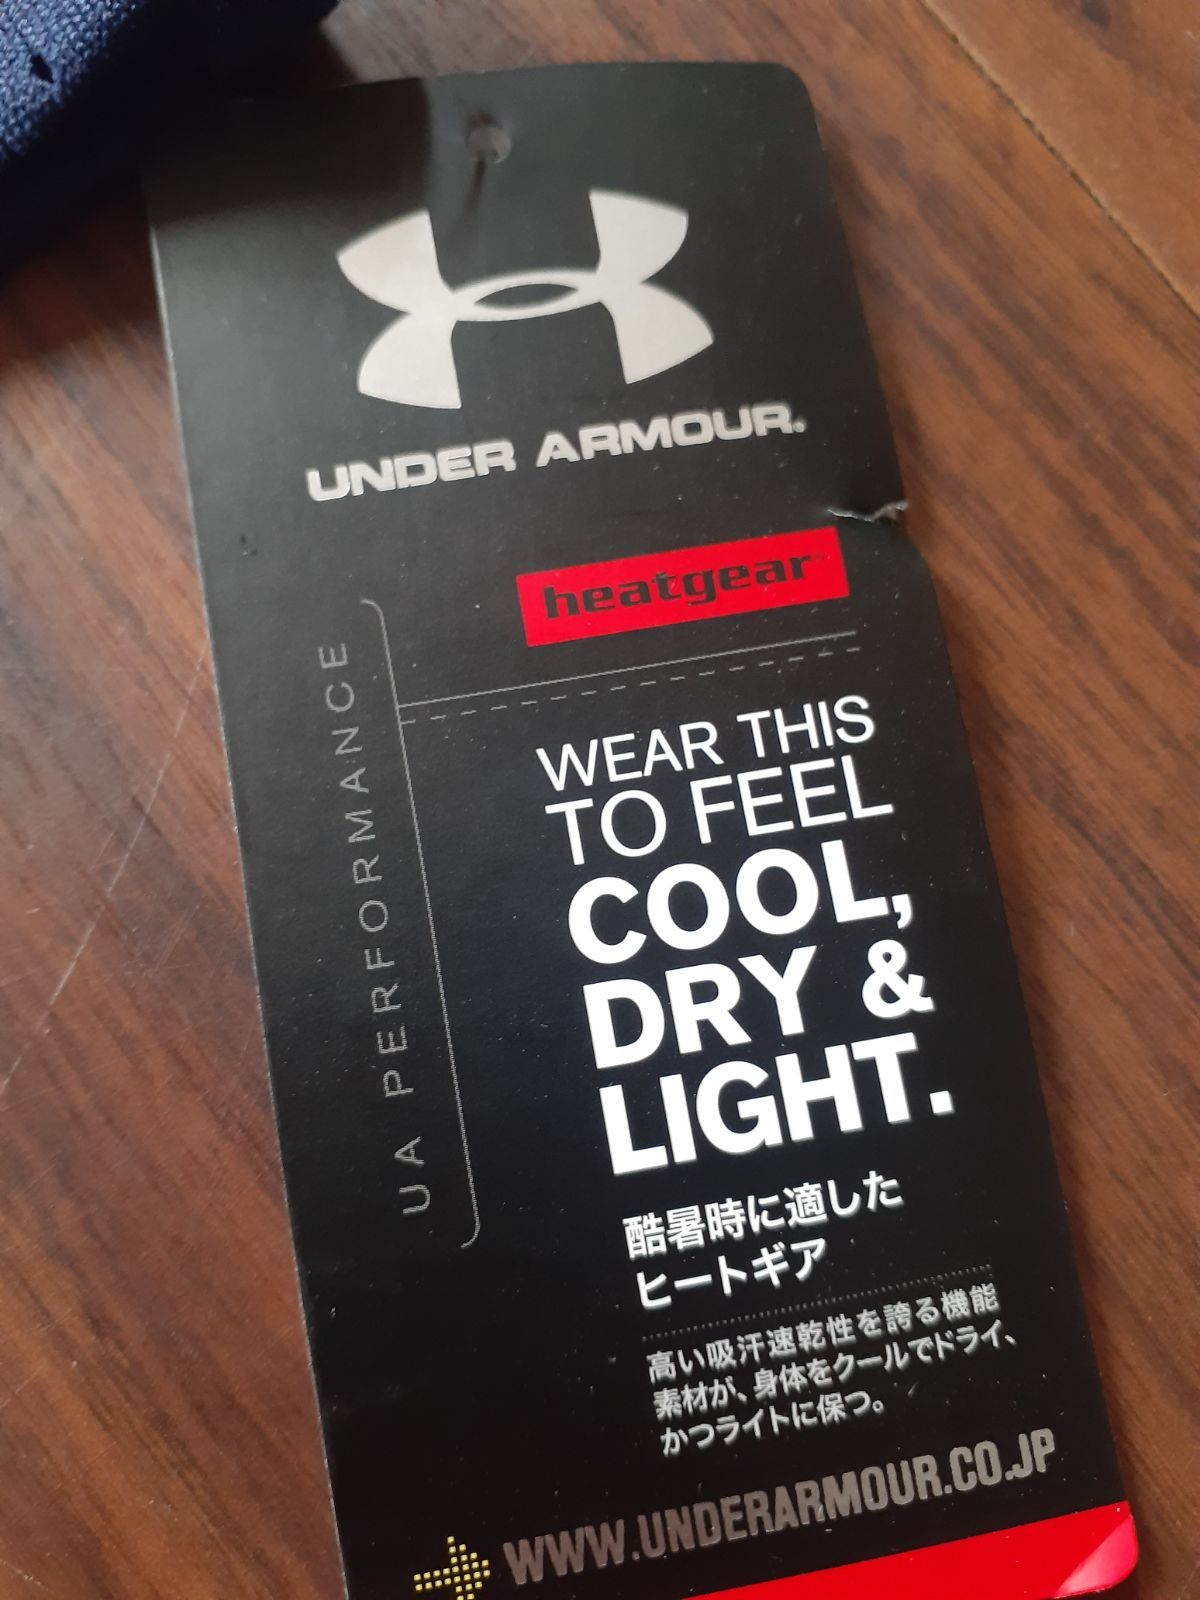 UNDER ARMOUR®
heatgear
UA PERFORMANCE
WEAR THIS
TO FEEL
COOL,
DRY &
LIGHT.
酷暑時に適した
ヒートギア
高い吸汗速乾性を誇る機能
素材が、身体をクールでドライ、
かつライトに保つ。
WWW.UNDERARMOUR.CO.JP